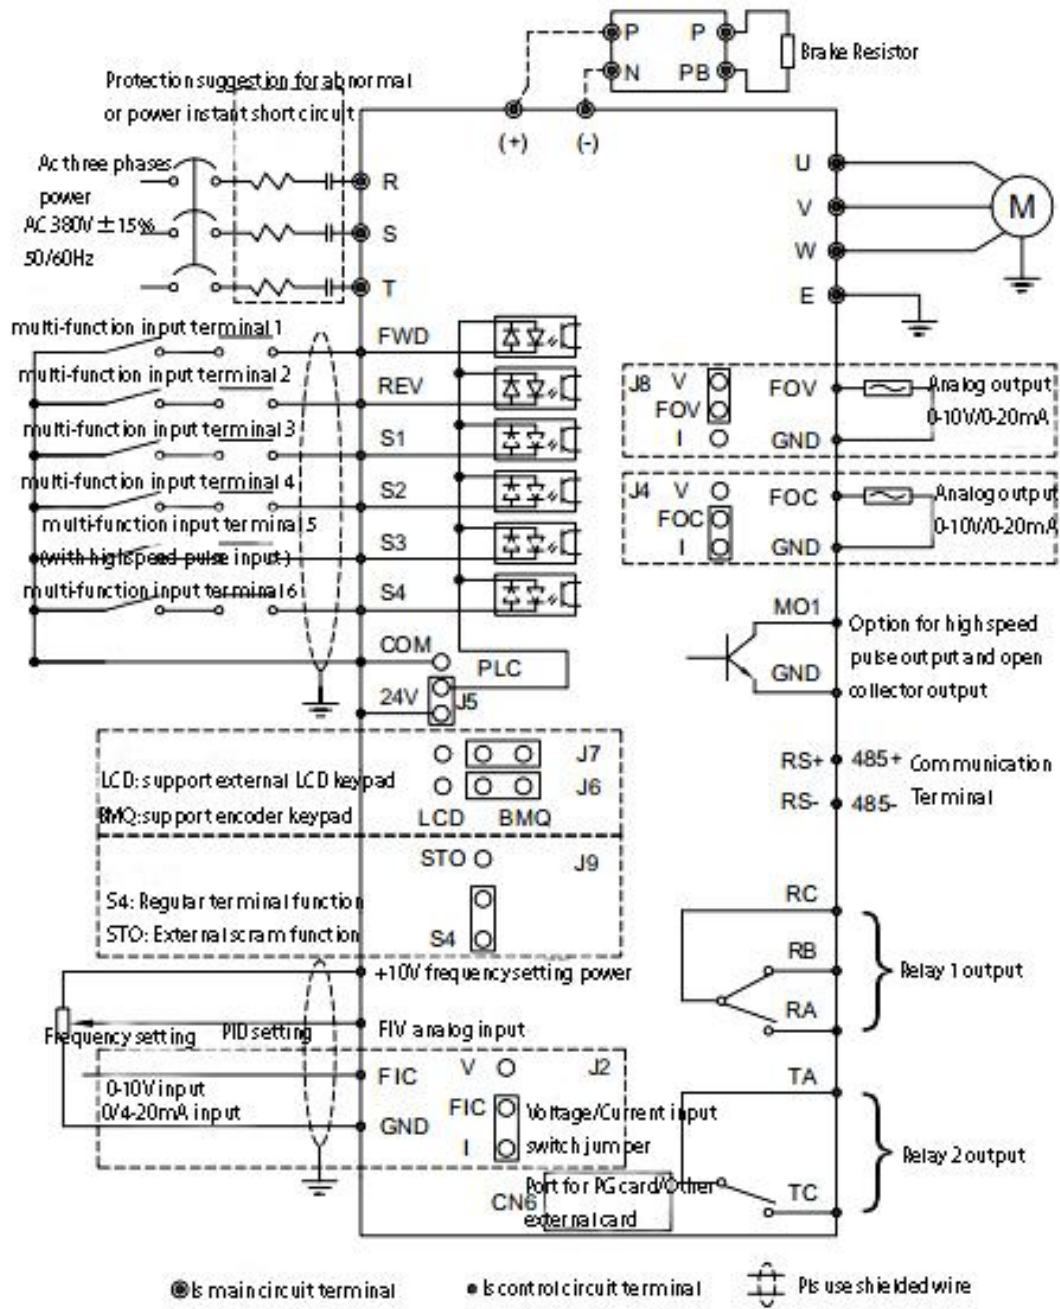 P P
N PB
Brake Resistor
(+) (-)
Protection suggestion for abnormal
or power instant short circuit
Ac three phases
power
AC 380V ± 15%
50/60Hz
R
S
T
U
V
W
E
M
multi-function input terminal 1
FWD
multi-function input terminal 2
REV
multi-function input terminal 3
S1
multi-function input terminal 4
S2
multi-function input terminal 5
(with highspeed pulse input)
S3
multi-function input terminal 6
S4
COM
PLC
24V
J5
J8 V
FOV
I
FOV
GND
Analog output
0-10V/0-20mA
J4 V
FOC
I
FOC
GND
Analog output
0-10V/0-20mA
MO1
GND
Option for high speed
pulse output and open
collector output
RS+ 485+
RS- 485-
Communication
Terminal
J7
J6
LCD: support external LCD keypad
BMQ: support encoder keypad
LCD BMQ
STO
J9
S4: Regular terminal function
STO: External scram function
S4
RC
RB
RA
Relay 1 output
+10V frequency setting power
Frequency setting
PID setting
FIV analog input
0-10V input
0/4-20mA input
FIC
GND
V
J2
FIC
I
Voltage/Current input
switch jumper
TA
TC
Relay 2 output
CN6
Port for PG card/Other
external card
Is main circuit terminal
Is control circuit terminal
Pls use shielded wire